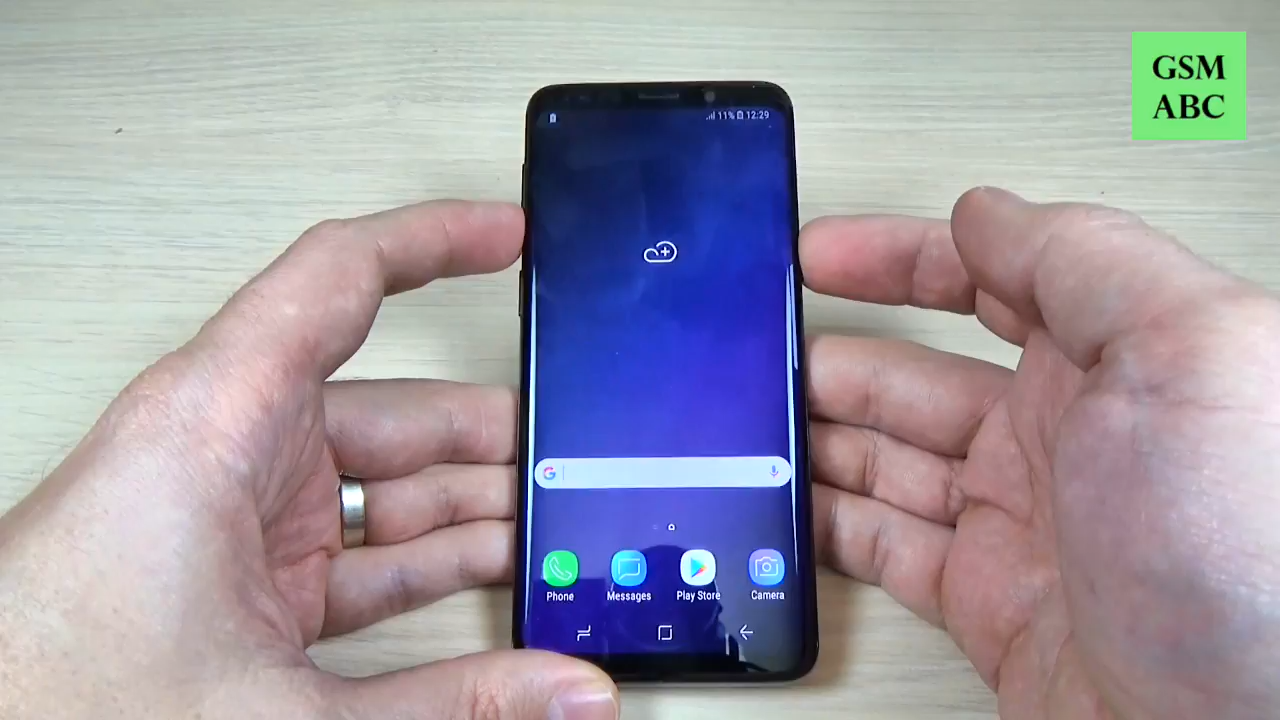 GSM
ABC
11% 12:29
Phone
Messages
Play Store
Camera